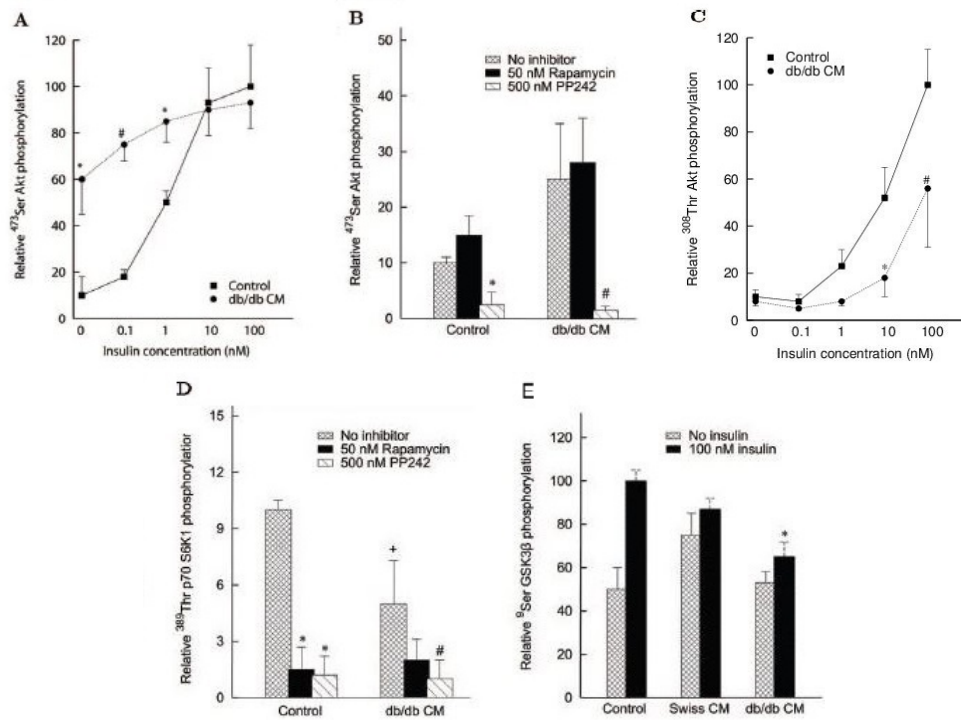 A
Relative ⁴⁷³Ser Akt phosphorylation
120
100
80
60
40
20
0
*
#
*
Control
db/db CM
0 0.1 1 10 100
Insulin concentration (nM)
B
Relative ⁴⁷³Ser Akt phosphorylation
50
40
30
20
10
0
No inhibitor
50 nM Rapamycin
500 nM PP242
*
#
Control db/db CM
C
Relative ³⁰⁸Thr Akt phosphorylation
120
100
80
60
40
20
0
Control
db/db CM
#
*
0 0.1 1 10 100
Insulin concentration (nM)
D
Relative ³⁸⁹Thr p70 S6K1 phosphorylation
15
12
9
6
3
0
No inhibitor
50 nM Rapamycin
500 nM PP242
+
* *
#
Control db/db CM
E
Relative ⁹Ser GSK3β phosphorylation
120
100
80
60
40
20
0
No insulin
100 nM insulin
*
Control Swiss CM db/db CM